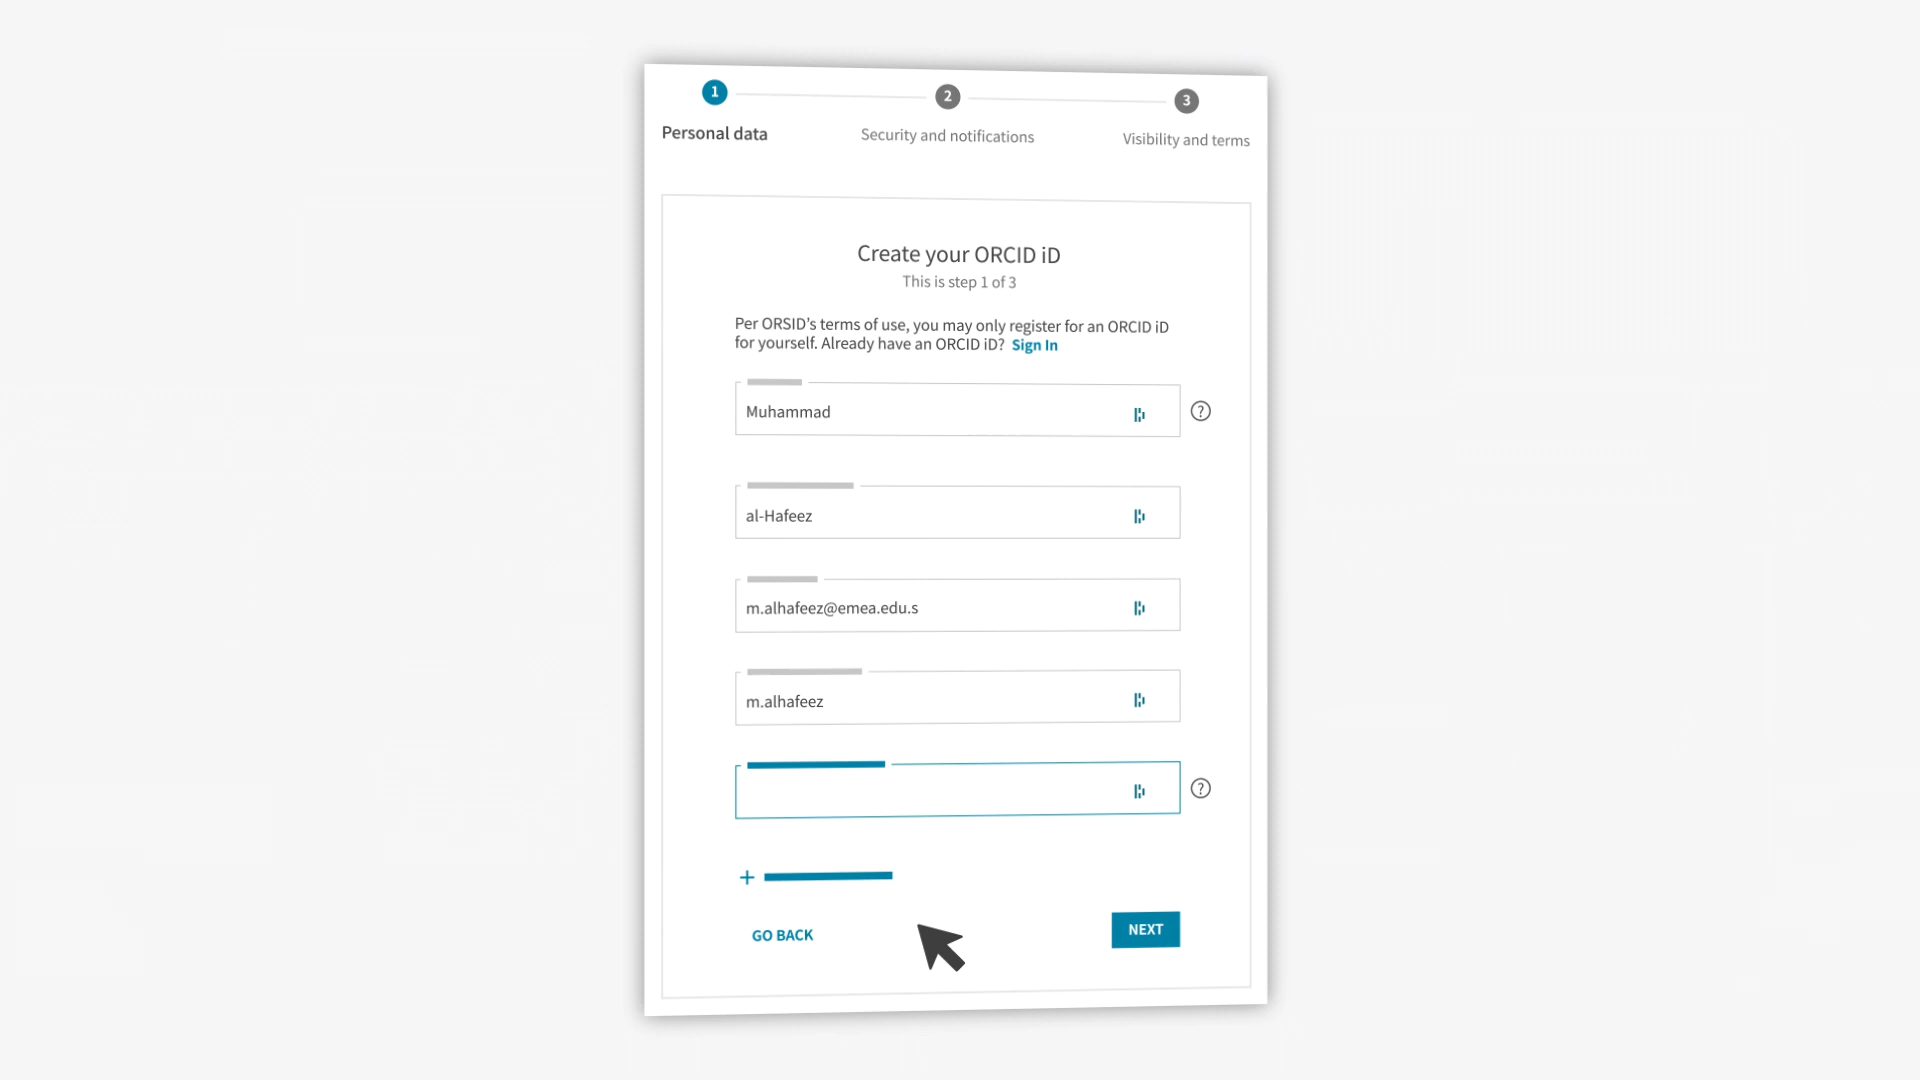 1
2
3
Personal data
Security and notifications
Visibility and terms
Create your ORCID iD
This is step 1 of 3
Per ORSID’s terms of use, you may only register for an ORCID iD
for yourself. Already have an ORCID iD? Sign In
Muhammad
?
al-Hafeez
m.alhafeez@emea.edu.s
m.alhafeez
?
+
GO BACK
NEXT